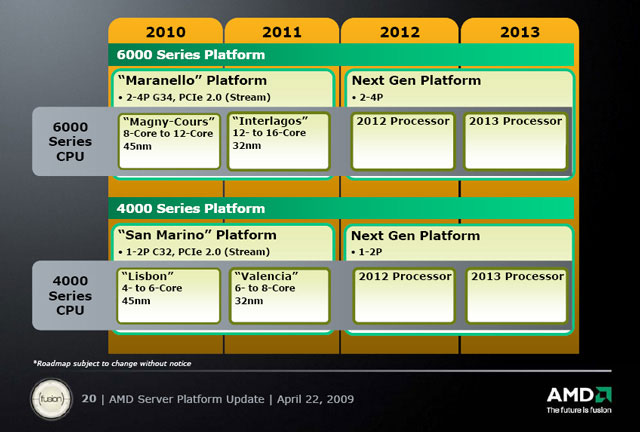 2010 2011 2012 2013
6000 Series Platform
“Maranello” Platform
• 2-4P G34, PCIe 2.0 (Stream)
Next Gen Platform
• 2-4P
6000
Series
CPU
“Magny-Cours”
8-Core to 12-Core
45nm
“Interlagos”
12- to 16-Core
32nm
2012 Processor
2013 Processor
4000 Series Platform
“San Marino” Platform
• 1-2P C32, PCIe 2.0 (Stream)
Next Gen Platform
• 1-2P
4000
Series
CPU
“Lisbon”
4- to 6-Core
45nm
“Valencia”
6- to 8-Core
32nm
2012 Processor
2013 Processor
*Roadmap subject to change without notice
fusion
20 | AMD Server Platform Update | April 22, 2009
AMD
The future is fusion